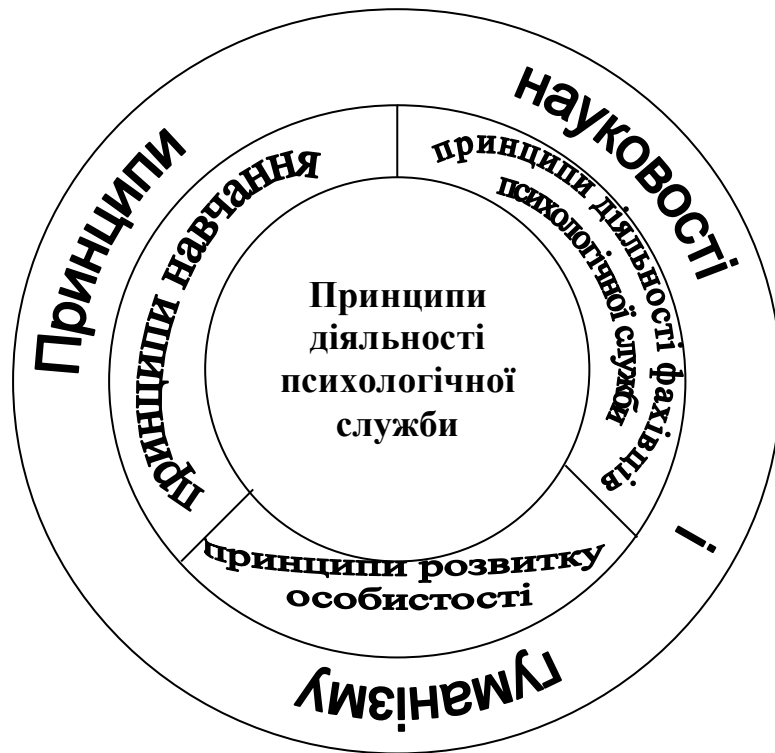 Принципи
науковості
і
гуманізму
принципи навчання
принципи діяльності фахівців
психологічної служби
принципи розвитку
особистості
Принципи
діяльності
психологічної
служби